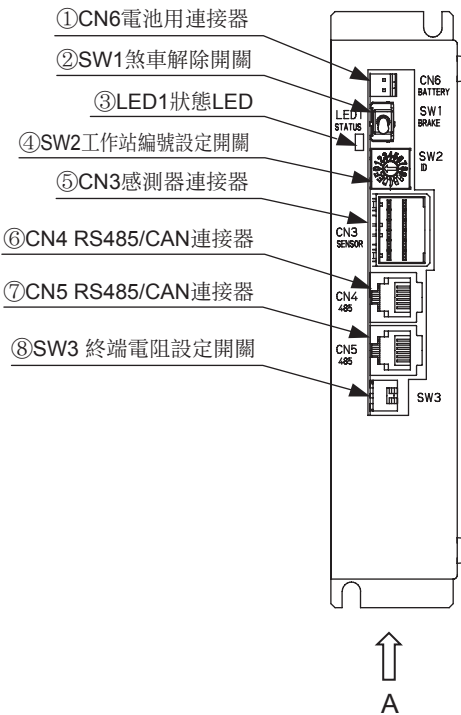 ①CN6電池用連接器
②SW1煞車解除開關
③LED1狀態LED
④SW2工作站編號設定開關
⑤CN3感測器連接器
⑥CN4 RS485/CAN連接器
⑦CN5 RS485/CAN連接器
⑧SW3 終端電阻設定開關
CN6
BATTERY
LED1
STATUS
SW1
BRAKE
SW2
ID
CN3
SENSOR
CN4
485
CN5
485
SW3
A